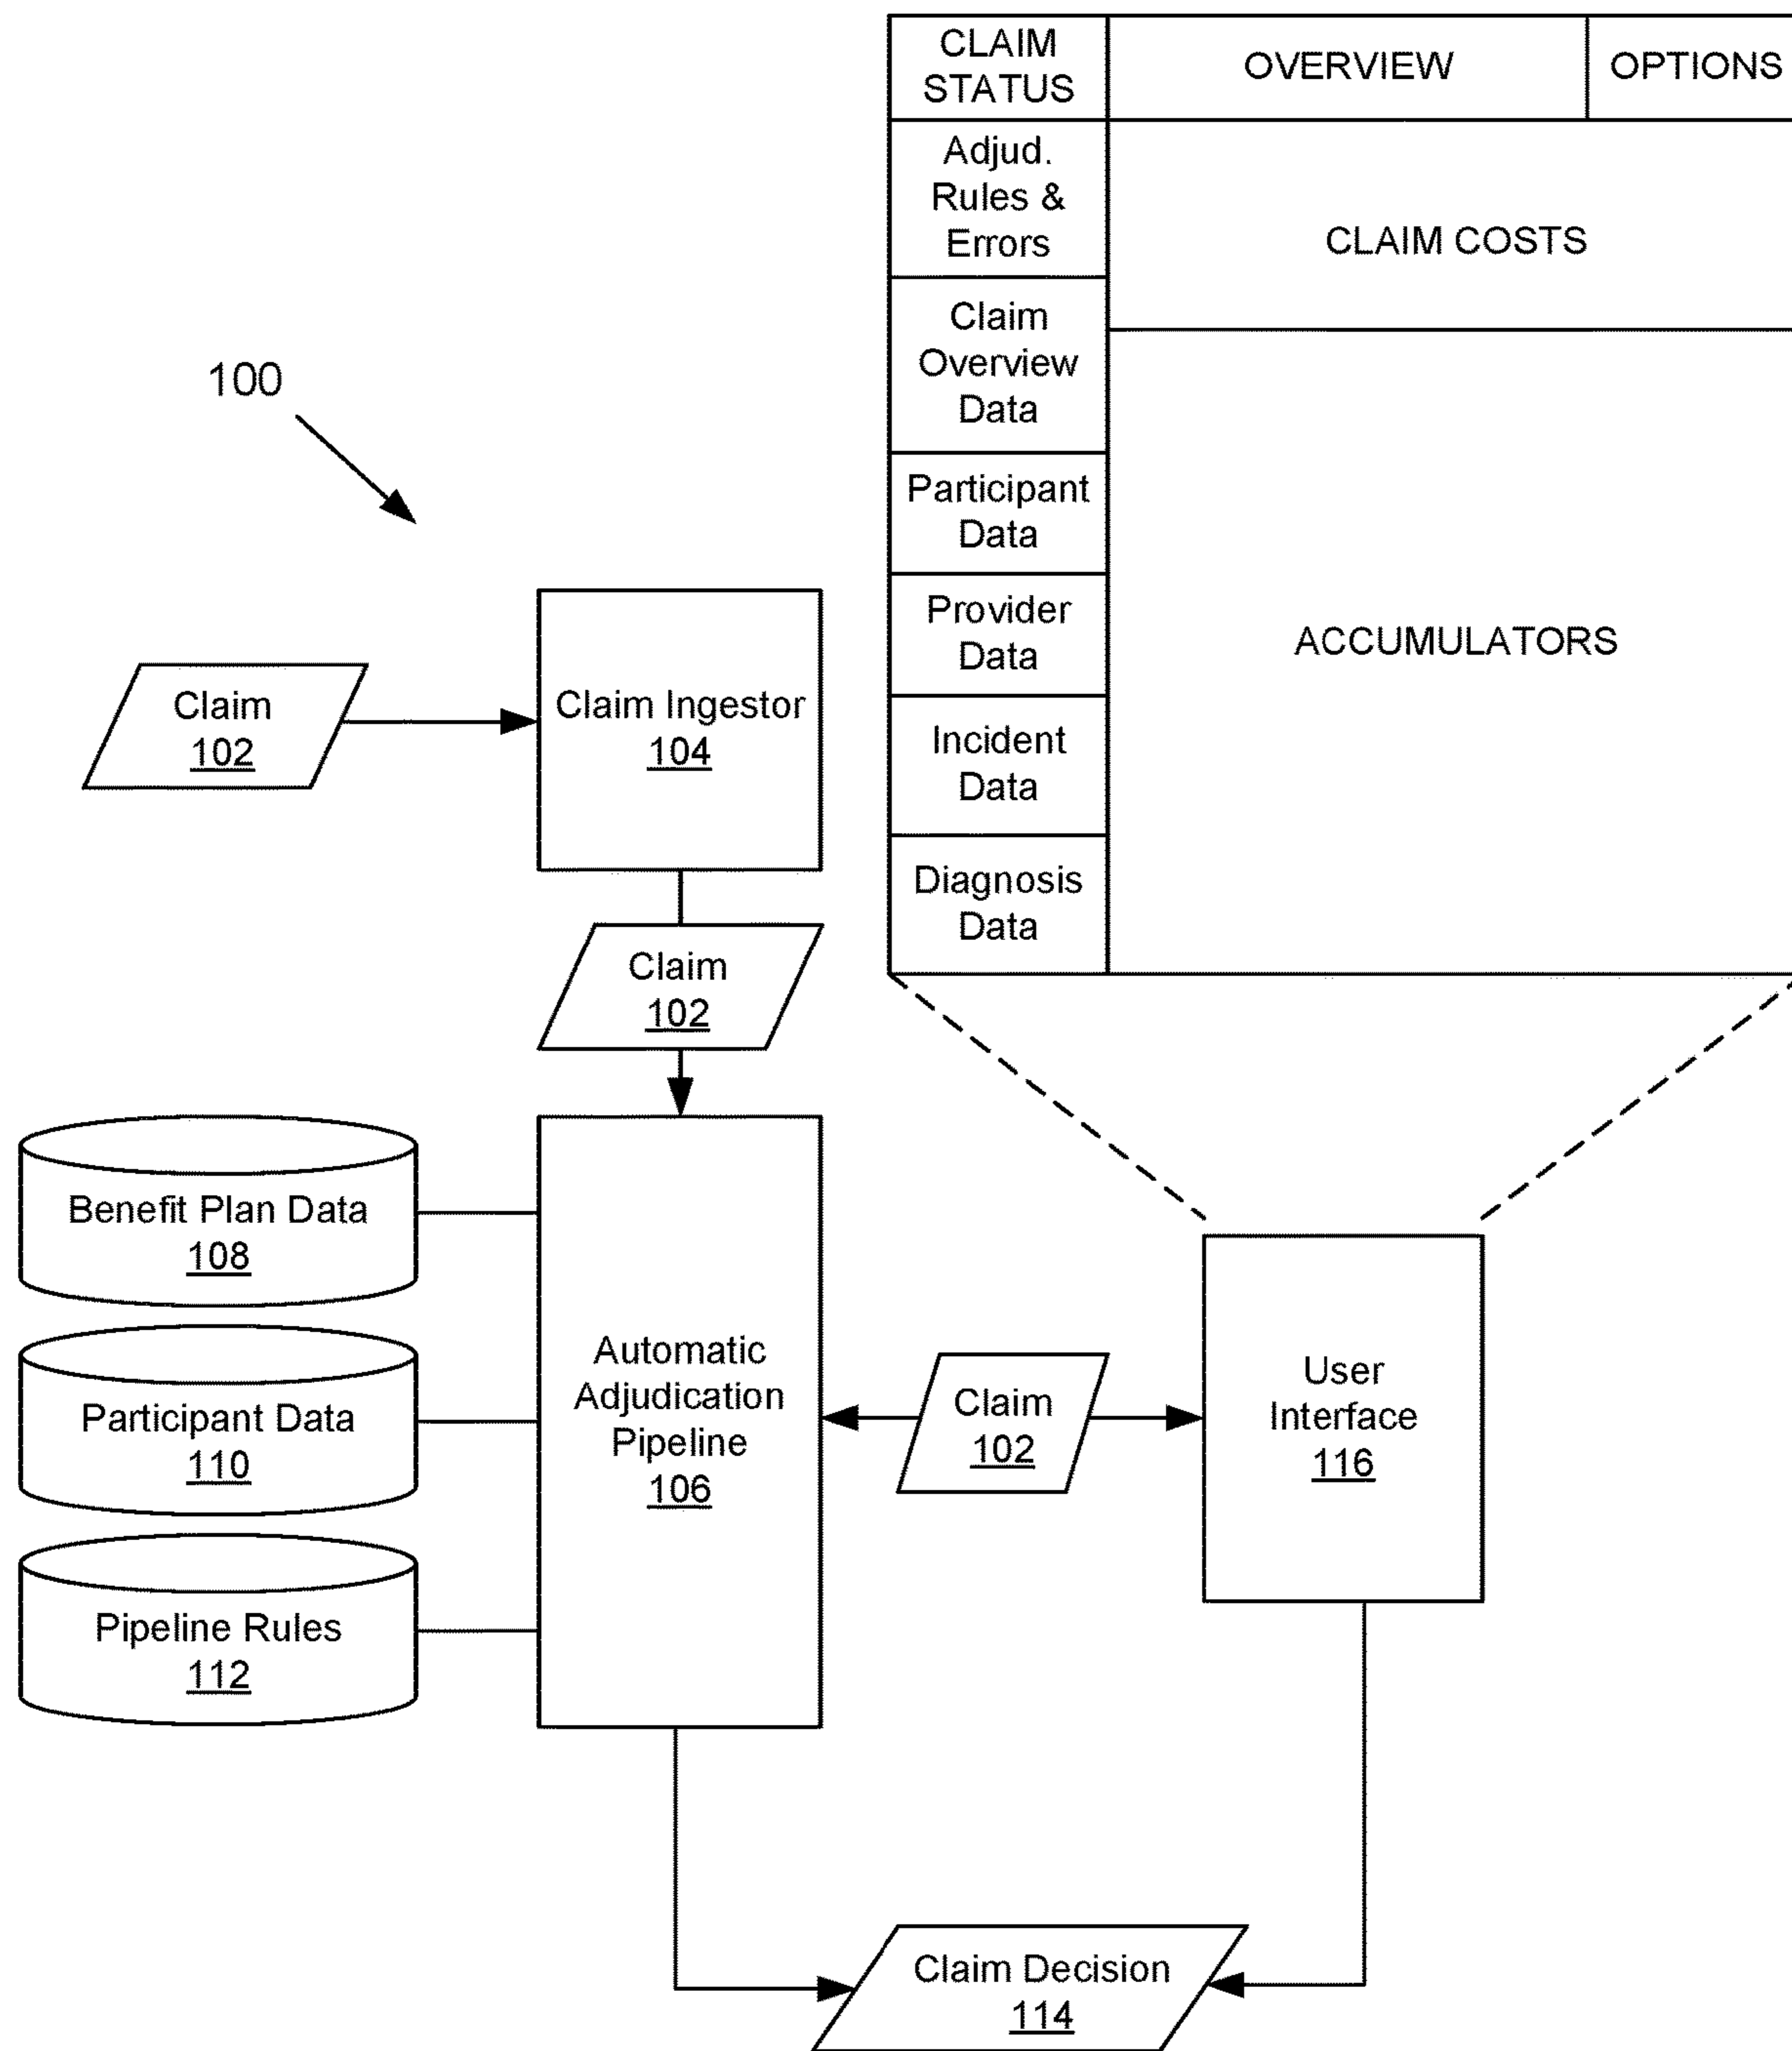 CLAIM
STATUS
OVERVIEW
OPTIONS
Adjud.
Rules &
Errors
CLAIM COSTS
Claim
Overview
Data
Participant
Data
Provider
Data
ACCUMULATORS
Incident
Data
Diagnosis
Data
100
Claim
102
Claim Ingestor
104
Claim
102
Benefit Plan Data
108
Participant Data
110
Pipeline Rules
112
Automatic
Adjudication
Pipeline
106
Claim
102
User
Interface
116
Claim Decision
114